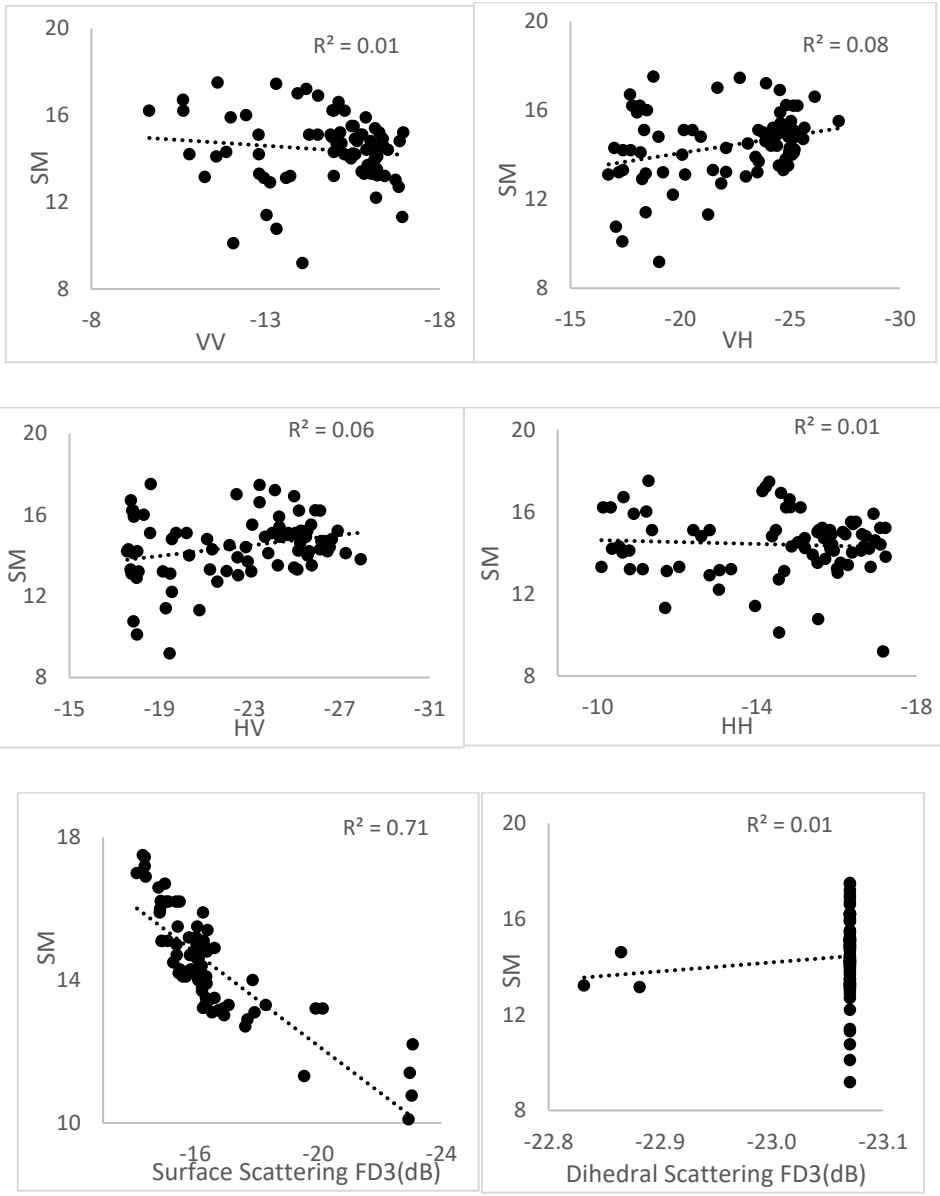 R² = 0.01
20
16
SM
12
8
-8
-13
-18
VV
R² = 0.08
20
16
SM
12
8
-15
-20
-25
-30
VH
R² = 0.06
20
16
SM
12
8
-15
-19
-23
-27
-31
HV
R² = 0.01
20
16
SM
12
8
-10
-14
-18
HH
R² = 0.71
18
SM
14
10
-16
-20
-24
Surface Scattering FD3(dB)
R² = 0.01
20
16
SM
12
8
-22.8
-22.9
-23.0
-23.1
Dihedral Scattering FD3(dB)